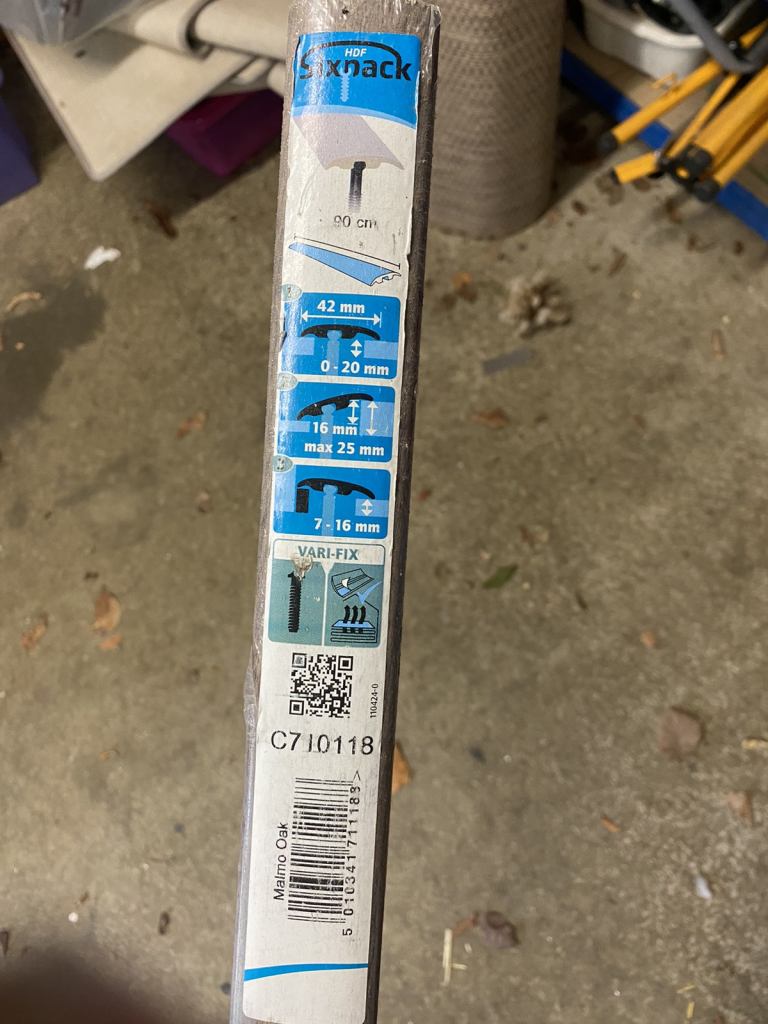 HDF
Sixpack
90 cm
42 mm
0 - 20 mm
16 mm
max 25 mm
7 - 16 mm
VARI-FIX
110424-0
C710118
Malmo Oak
5 010341 711183 >